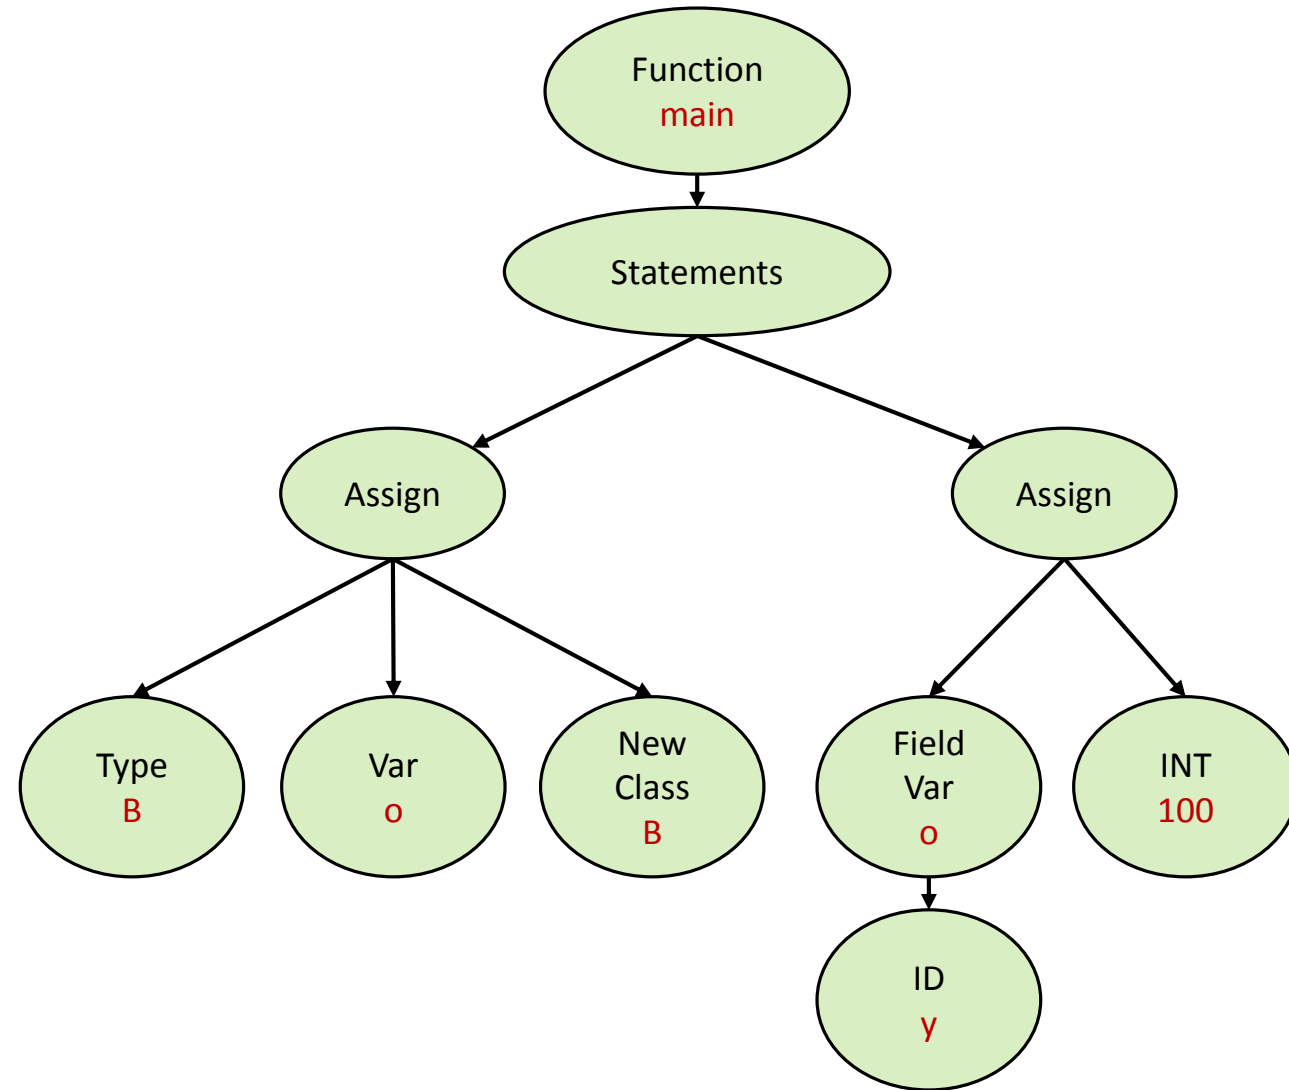 Function
main
Statements
Assign
Assign
Type
B
Var
o
New
Class
B
Field
Var
o
INT
100
ID
y